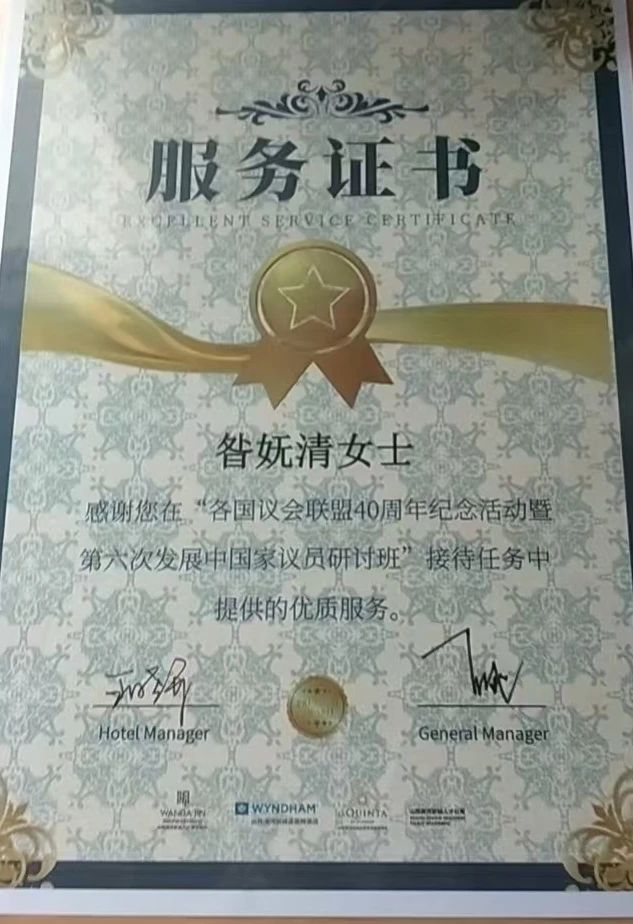 服务证书
EXCELLENT SERVICE CERTIFICATE
昝妩清女士
感谢您在“各国议会联盟40周年纪念活动暨
第六次发展中国家议员研讨班”接待任务中
提供的优质服务。
Hotel Manager
General Manager
WYNDHAM